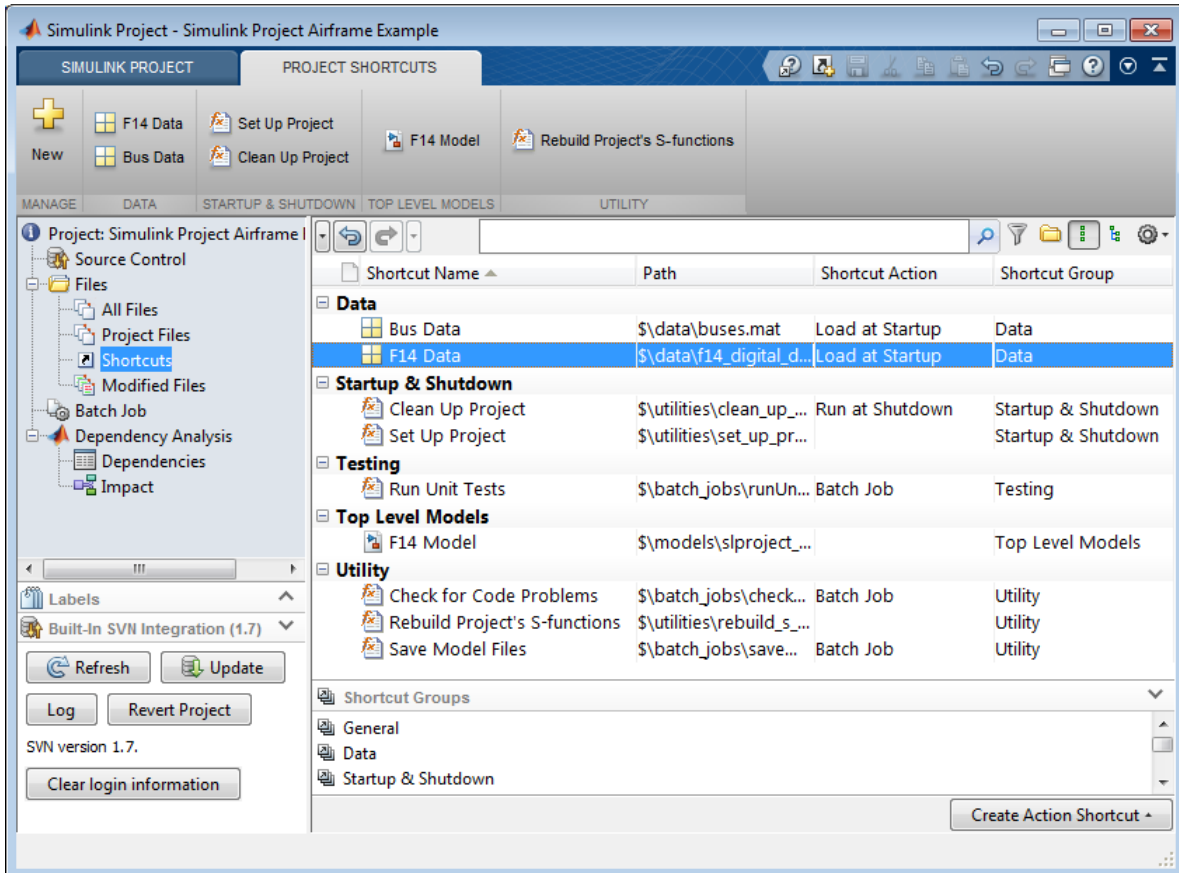 Simulink Project - Simulink Project Airframe Example
SIMULINK PROJECT PROJECT SHORTCUTS
New
F14 Data
Bus Data
Set Up Project
Clean Up Project
F14 Model
Rebuild Project's S-functions
MANAGE DATA STARTUP & SHUTDOWN TOP LEVEL MODELS UTILITY
Project: Simulink Project Airframe
Source Control
Files
All Files
Project Files
Shortcuts
Modified Files
Batch Job
Dependency Analysis
Dependencies
Impact
Labels
Built-In SVN Integration (1.7)
Refresh Update
Log Revert Project
SVN version 1.7.
Clear login information
Shortcut Name Path Shortcut Action Shortcut Group
Data
Bus Data $\data\buses.mat Load at Startup Data
F14 Data $\data\f14_digital_d... Load at Startup Data
Startup & Shutdown
Clean Up Project $\utilities\clean_up_... Run at Shutdown Startup & Shutdown
Set Up Project $\utilities\set_up_pr... Startup & Shutdown
Testing
Run Unit Tests $\batch_jobs\runUn... Batch Job Testing
Top Level Models
F14 Model $\models\slproject_... Top Level Models
Utility
Check for Code Problems $\batch_jobs\check... Batch Job Utility
Rebuild Project's S-functions $\utilities\rebuild_s_... Utility
Save Model Files $\batch_jobs\save... Batch Job Utility
Shortcut Groups
General
Data
Startup & Shutdown
Create Action Shortcut